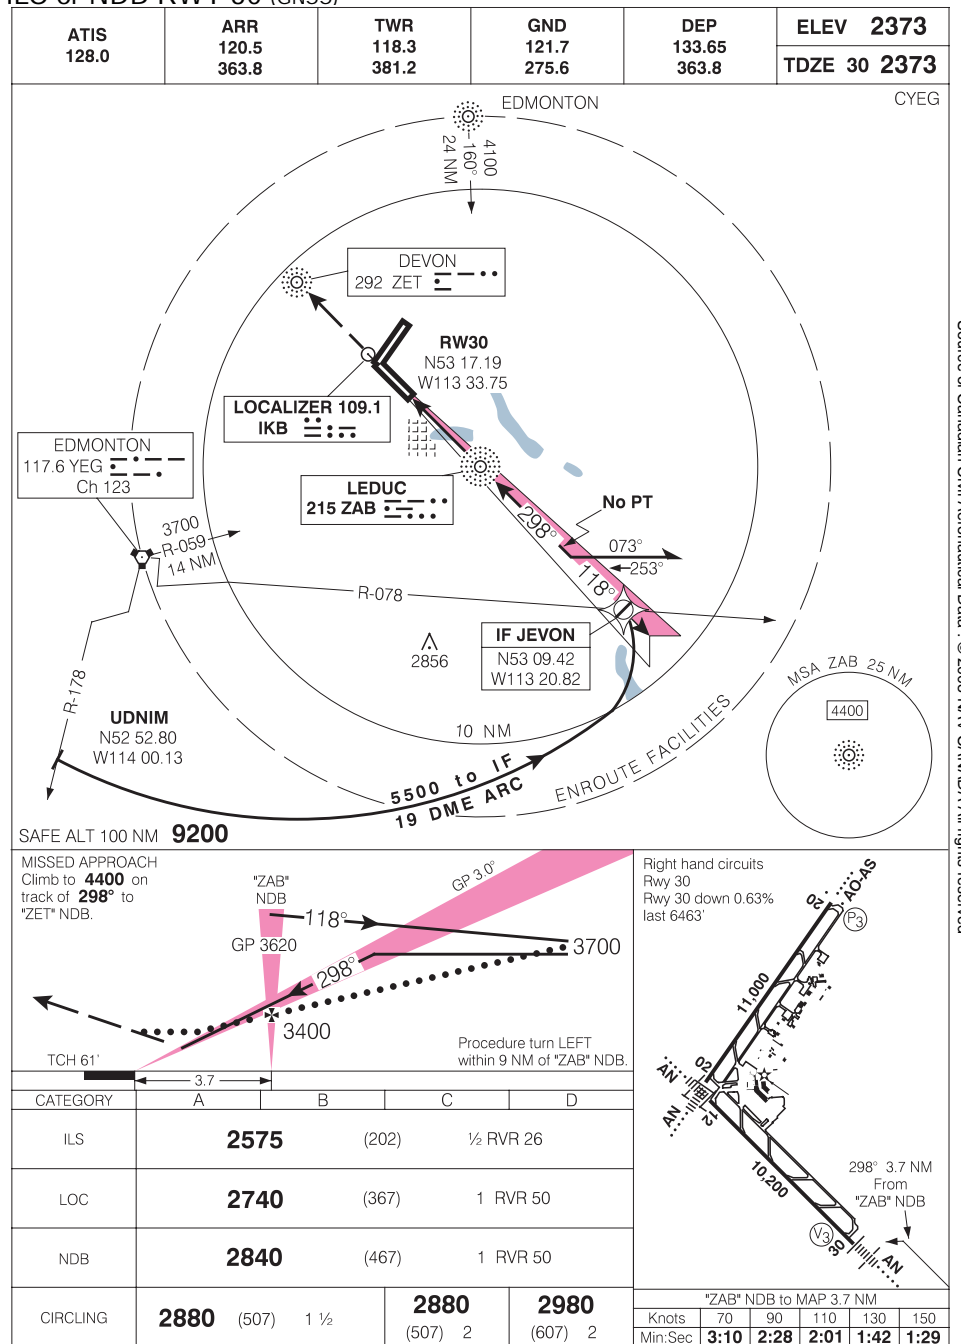 ATIS
128.0
ARR
120.5
363.8
TWR
118.3
381.2
GND
121.7
275.6
DEP
133.65
363.8
ELEV 2373
TDZE 30 2373
EDMONTON
CYEG
4100
160°
24 NM
DEVON
292 ZET
RW30
N53 17.19
W113 33.75
LOCALIZER 109.1
IKB
EDMONTON
117.6 YEG
Ch 123
LEDUC
215 ZAB
No PT
298°
073°
253°
118°
3700
R-059
14 NM
R-078
IF JEVON
N53 09.42
W113 20.82
2856
R-178
UDNIM
N52 52.80
W114 00.13
10 NM
5500 to IF
19 DME ARC
ENROUTE FACILITIES
MSA ZAB 25 NM
4400
SAFE ALT 100 NM 9200
MISSED APPROACH
Climb to 4400 on
track of 298° to
"ZET" NDB.
"ZAB"
NDB
GP 3.0°
118°
GP 3620
3700
298°
3400
Procedure turn LEFT
within 9 NM of "ZAB" NDB.
TCH 61'
3.7
Right hand circuits
Rwy 30
Rwy 30 down 0.63%
last 6463'
AO-AS
20
P3
11,000
02
AN
AN
12
10,200
298° 3.7 NM
From
"ZAB" NDB
V3
30
AN
CATEGORY A B C D
ILS 2575 (202) ½ RVR 26
LOC 2740 (367) 1 RVR 50
NDB 2840 (467) 1 RVR 50
CIRCLING 2880 (507) 1 ½ 2880 (507) 2 2980 (607) 2
"ZAB" NDB to MAP 3.7 NM
Knots 70 90 110 130 150
Min:Sec 3:10 2:28 2:01 1:42 1:29